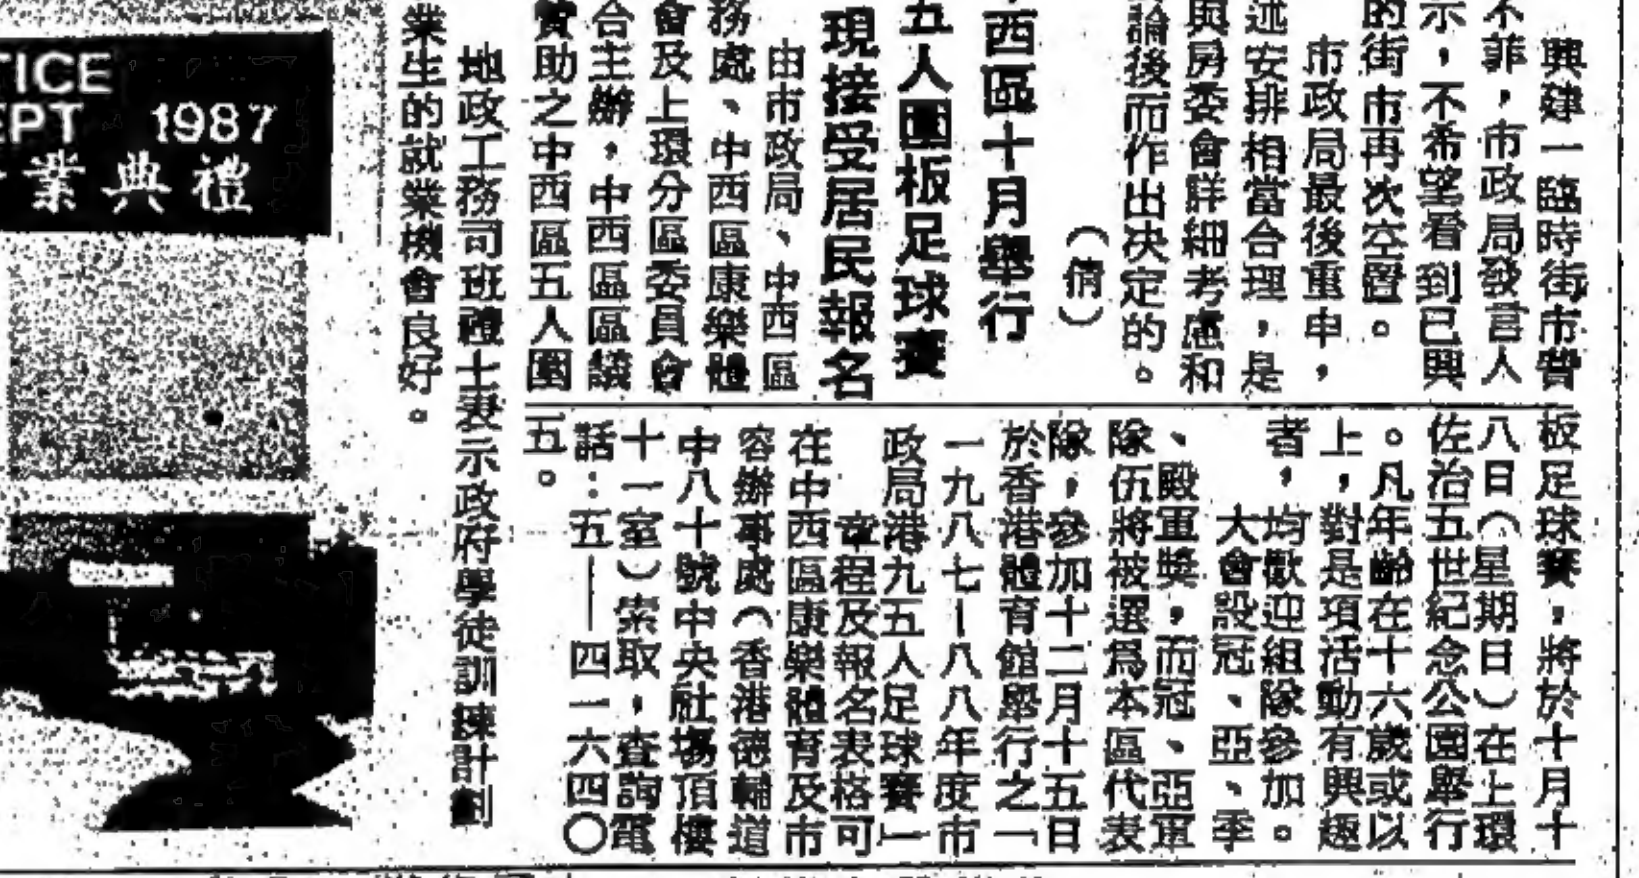 興建一臨時街市費
不菲，市政局發言人
示，不希望看到已興
的街市再次空置。
市政局最後重申，
述安排相當合理，是
與房委會詳細考慮和
論後而作出決定的。
（倩）
西區十月舉行
五人圍板足球賽
現接受居民報名
由市政局、中西區
務處、中西區康樂體
會及上環分區委員會
合主辦，中西區區議
贊助之中西區五人圍
板足球賽，將於十月十
八日（星期日）在上環
佐治五世紀念公園舉行
。凡年齡在十六歲或以
上，對是項活動有興趣
者，均歡迎組隊參加。
大會設冠、亞、季
、殿軍獎，而冠、亞軍
隊伍將被選爲本區代表
隊，參加十二月十五日
於香港體育館舉行之「
一九八七－八八年度市
政局港九五人足球賽」
章程及報名表格可
在中西區康樂體育及市
容辦事處（香港德輔道
中八十號中央社塲頂樓
十一室）索取，查詢電
話：五——四一六四〇
五。
地政工務司班禮士表示政府學徒訓練計劃
業生的就業機會良好。
TICE
EPT 1987
業典禮